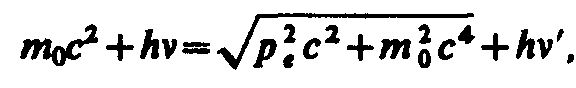 m₀c² + hν = √(pₑ²c² + m₀²c⁴) + hν′,